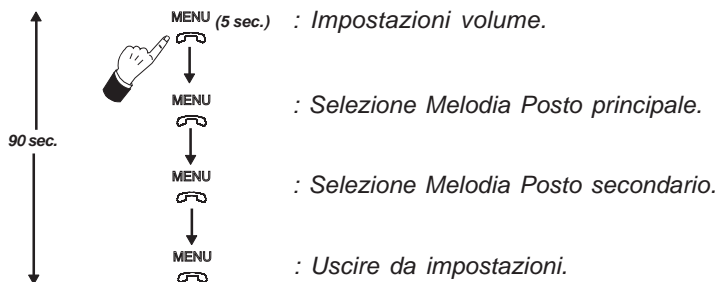 MENU (5 sec.) : Impostazioni volume.
MENU : Selezione Melodia Posto principale.
90 sec.
MENU : Selezione Melodia Posto secondario.
MENU : Uscire da impostazioni.